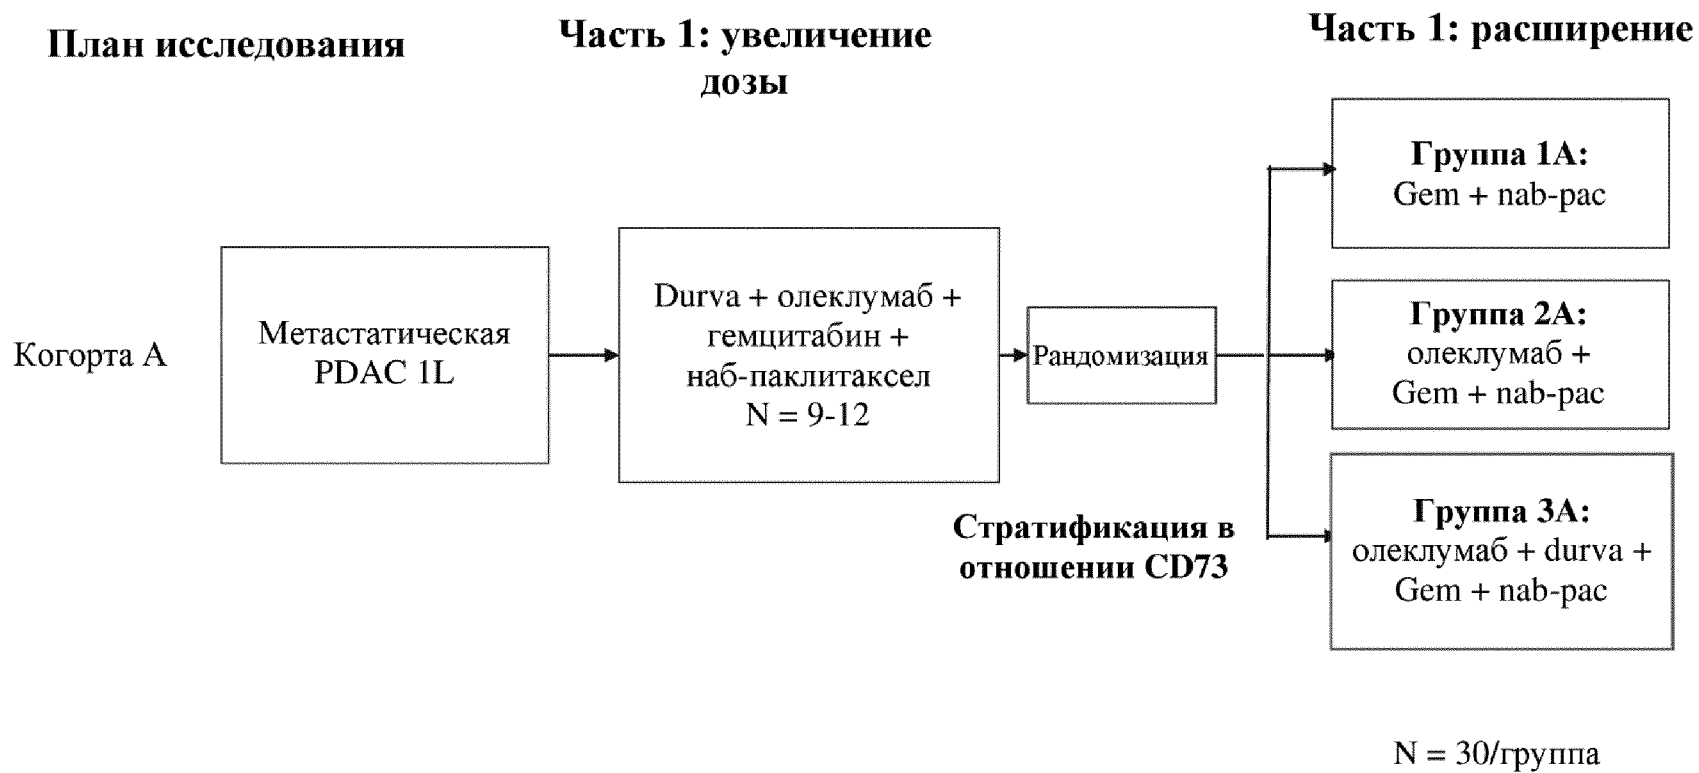 План исследования
Часть 1: увеличение
дозы
Часть 1: расширение
Когорта А
Метастатическая
PDAC 1L
Durva + олеклумаб +
гемцитабин +
наб-паклитаксел
N = 9-12
Рандомизация
Стратификация в
отношении CD73
Группа 1А:
Gem + nab-pac
Группа 2А:
олеклумаб +
Gem + nab-pac
Группа 3А:
олеклумаб + durva +
Gem + nab-pac
N = 30/группа